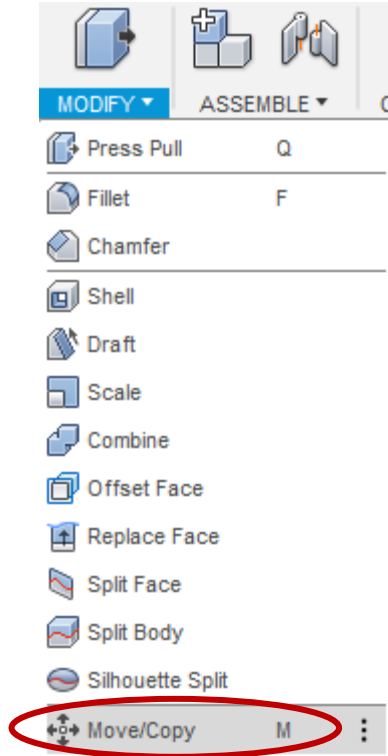 MODIFY ASSEMBLE
Press Pull Q
Fillet F
Chamfer
Shell
Draft
Scale
Combine
Offset Face
Replace Face
Split Face
Split Body
Silhouette Split
Move/Copy M